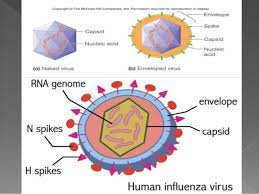 Copyright © The McGraw-Hill Companies, Inc. Permission required for reproduction or display.
Envelope
Spike
Capsid
Nucleic acid
Capsid
Nucleic acid
(a) Naked virus
(b) Enveloped virus
RNA genome
envelope
N spikes
capsid
H spikes
Human influenza virus